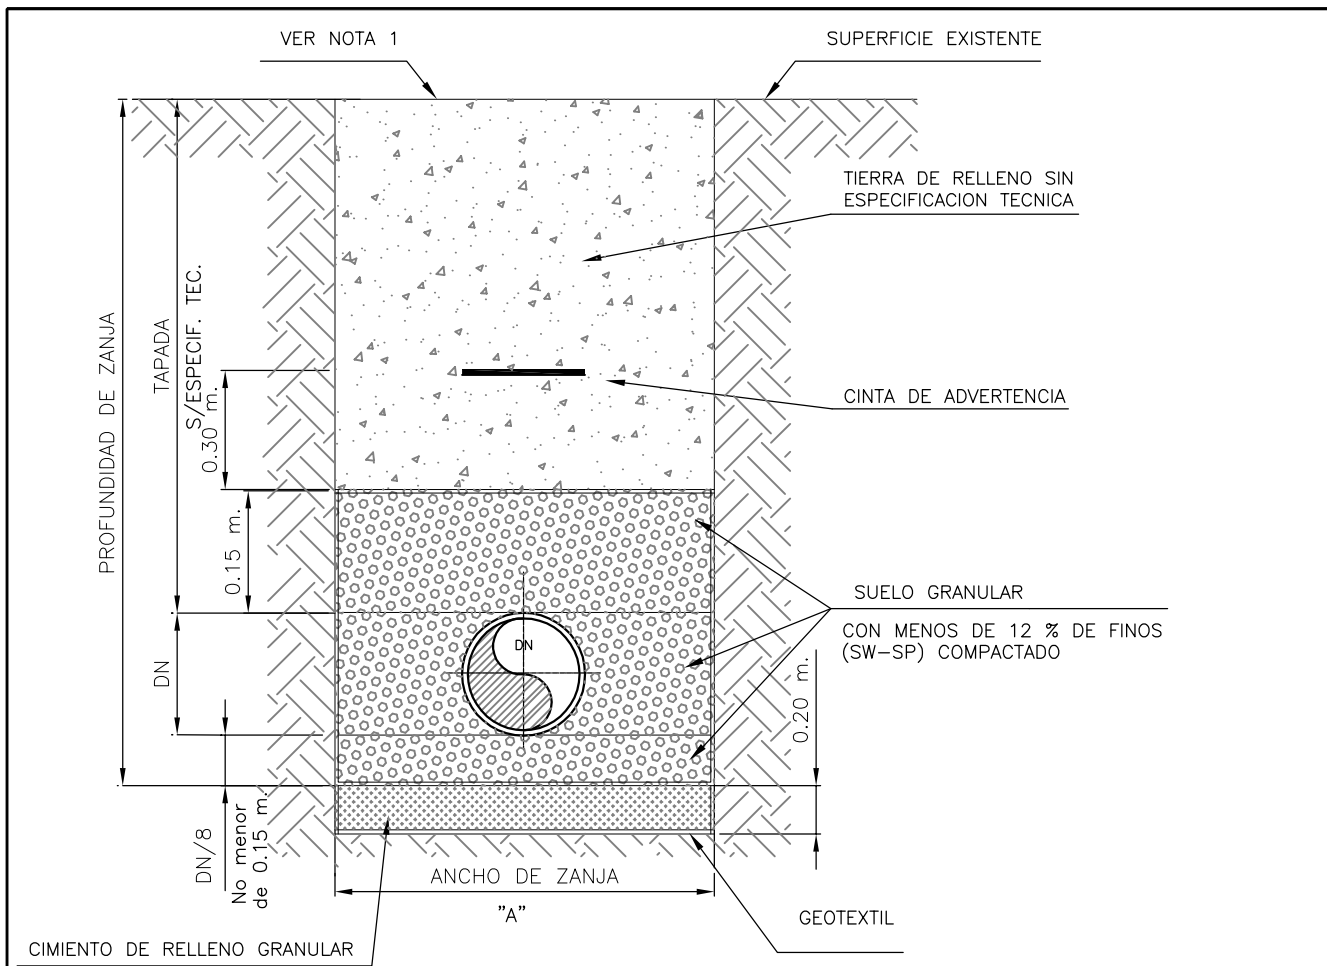 VER NOTA 1
SUPERFICIE EXISTENTE
TIERRA DE RELLENO SIN
ESPECIFICACION TECNICA
PROFUNDIDAD DE ZANJA
TAPADA
S/ESPECIF. TEC.
0.30 m.
CINTA DE ADVERTENCIA
0.15 m.
SUELO GRANULAR
CON MENOS DE 12 % DE FINOS
(SW-SP) COMPACTADO
DN
DN
0.20 m.
DN/8
No menor
de 0.15 m.
ANCHO DE ZANJA
"A"
GEOTEXTIL
CIMIENTO DE RELLENO GRANULAR